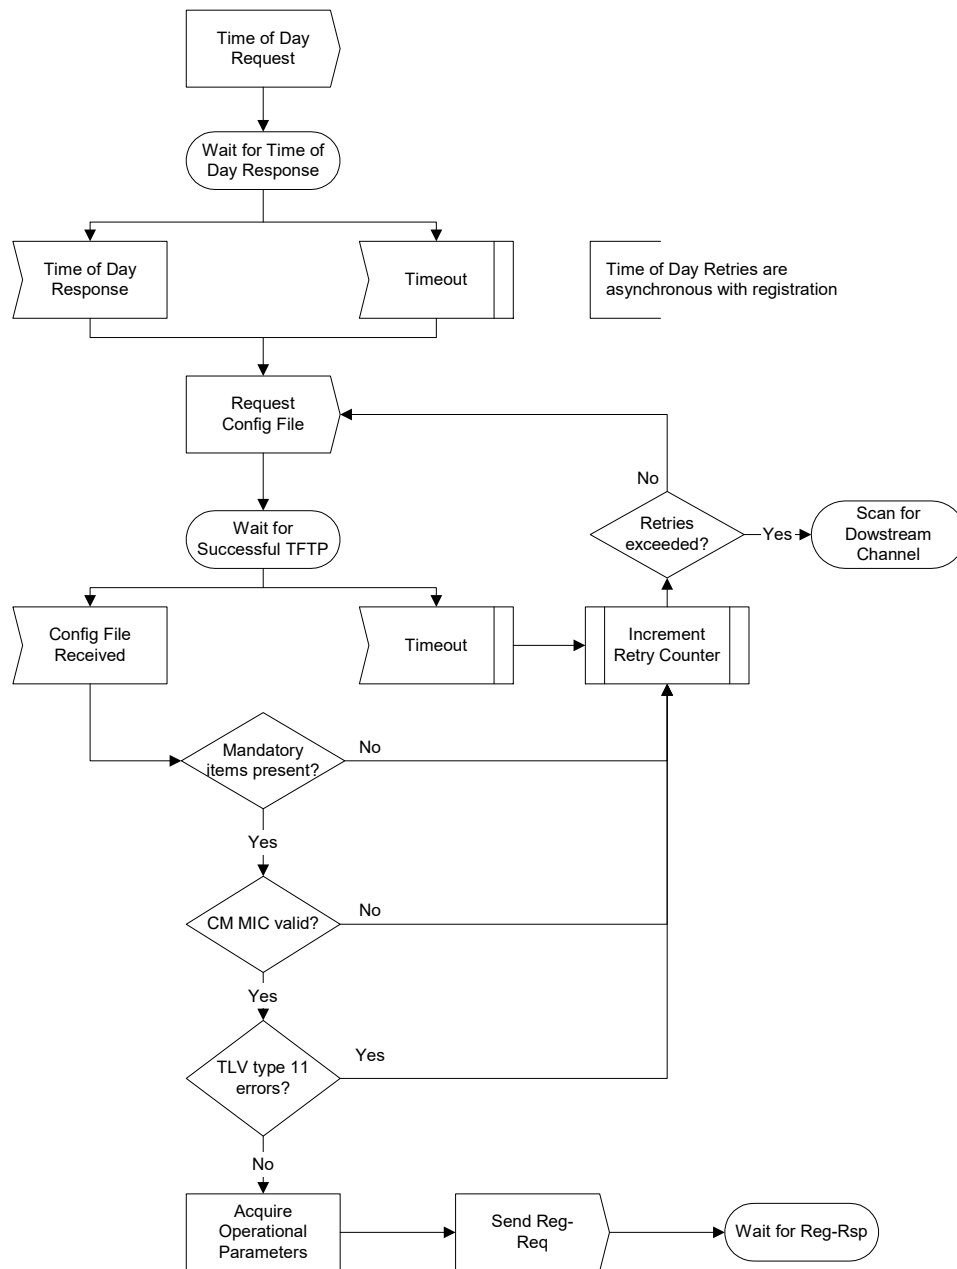 Time of Day
Request
Wait for Time of
Day Response
Time of Day
Response
Timeout
Time of Day Retries are
asynchronous with registration
Request
Config File
No
Wait for
Successful TFTP
Retries
exceeded?
Yes
Scan for
Dowstream
Channel
Config File
Received
Timeout
Increment
Retry Counter
Mandatory
items present?
No
Yes
CM MIC valid?
No
Yes
TLV type 11
errors?
Yes
No
Acquire
Operational
Parameters
Send Reg-
Req
Wait for Reg-Rsp